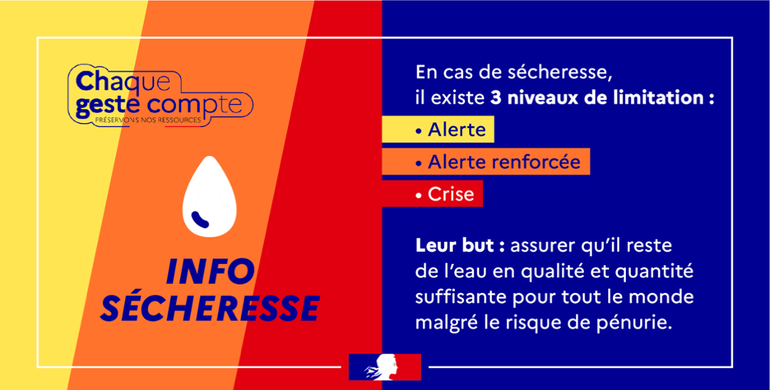 Chaque
geste compte
PRÉSERVONS NOS RESSOURCES
INFO
SÉCHERESSE
En cas de sécheresse,
il existe 3 niveaux de limitation :
• Alerte
• Alerte renforcée
• Crise
Leur but : assurer qu'il reste
de l'eau en qualité et quantité
suffisante pour tout le monde
malgré le risque de pénurie.